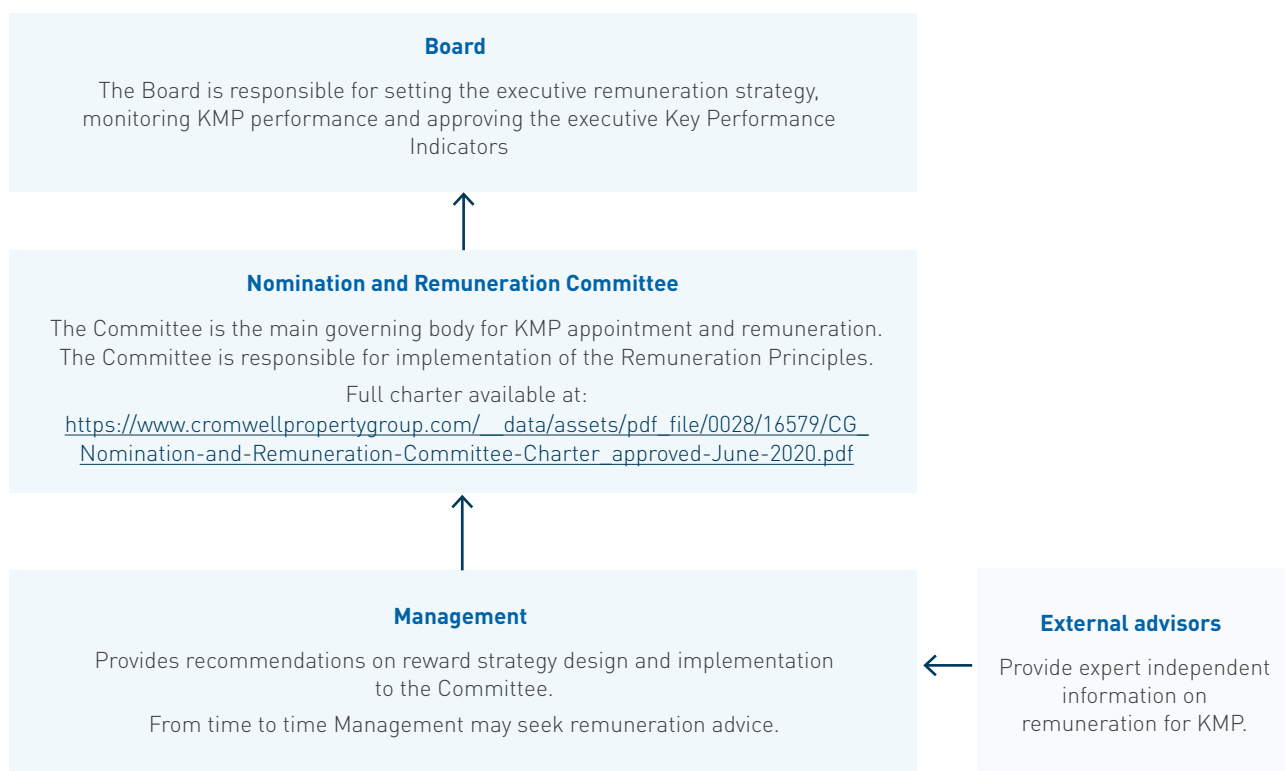 Board
The Board is responsible for setting the executive remuneration strategy,
monitoring KMP performance and approving the executive Key Performance
Indicators
Nomination and Remuneration Committee
The Committee is the main governing body for KMP appointment and remuneration.
The Committee is responsible for implementation of the Remuneration Principles.
Full charter available at:
https://www.cromwellpropertygroup.com/__data/assets/pdf_file/0028/16579/CG_
Nomination-and-Remuneration-Committee-Charter_approved-June-2020.pdf
Management
Provides recommendations on reward strategy design and implementation
to the Committee.
From time to time Management may seek remuneration advice.
External advisors
Provide expert independent
information on
remuneration for KMP.